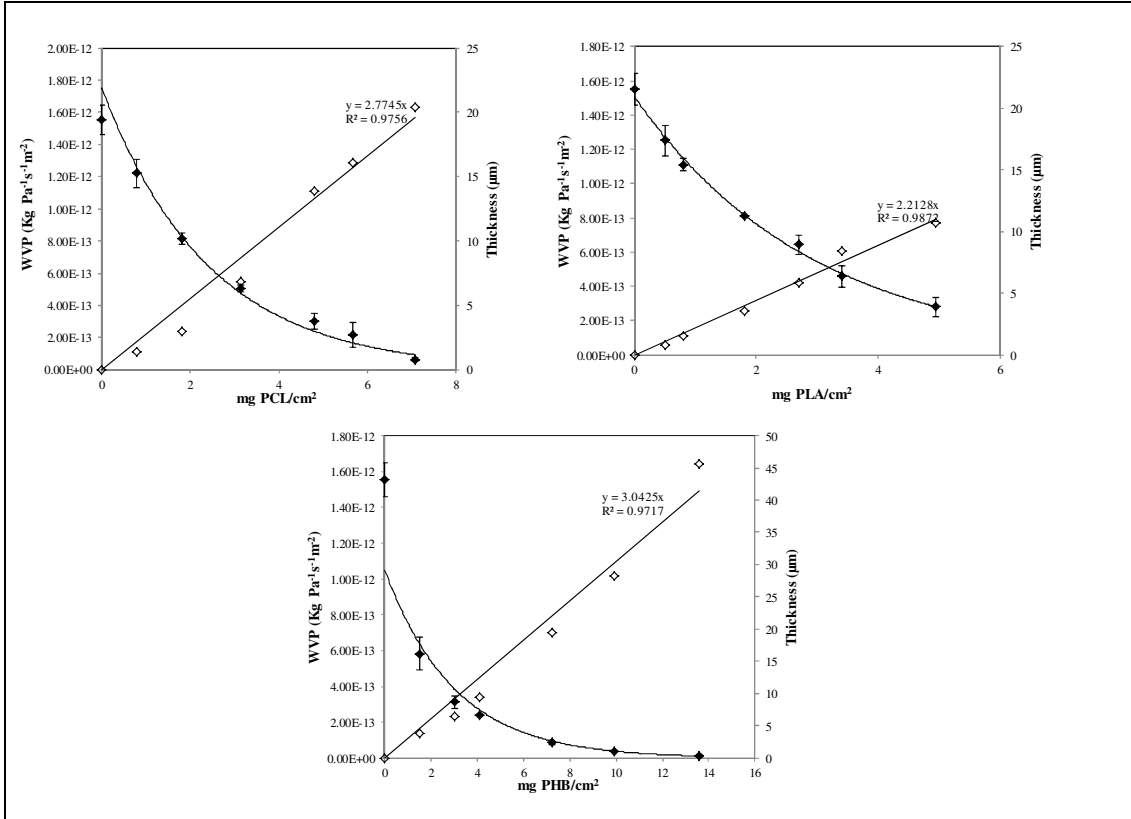 2.00E-12
1.80E-12
1.60E-12
1.40E-12
1.20E-12
1.00E-12
8.00E-13
6.00E-13
4.00E-13
2.00E-13
0.00E+00
WVP (Kg Pa⁻¹s⁻¹m⁻²)
y = 2.7745x
R² = 0.9756
25
20
15
10
5
0
Thickness (µm)
0 2 4 6 8
mg PCL/cm²
1.80E-12
1.60E-12
1.40E-12
1.20E-12
1.00E-12
8.00E-13
6.00E-13
4.00E-13
2.00E-13
0.00E+00
WVP (Kg Pa⁻¹s⁻¹m⁻²)
y = 2.2128x
R² = 0.9873
25
20
15
10
5
0
Thickness (µm)
0 2 4 6
mg PLA/cm²
1.80E-12
1.60E-12
1.40E-12
1.20E-12
1.00E-12
8.00E-13
6.00E-13
4.00E-13
2.00E-13
0.00E+00
WVP (Kg Pa⁻¹s⁻¹m⁻²)
y = 3.0425x
R² = 0.9717
50
45
40
35
30
25
20
15
10
5
0
Thickness (µm)
0 2 4 6 8 10 12 14 16
mg PHB/cm²